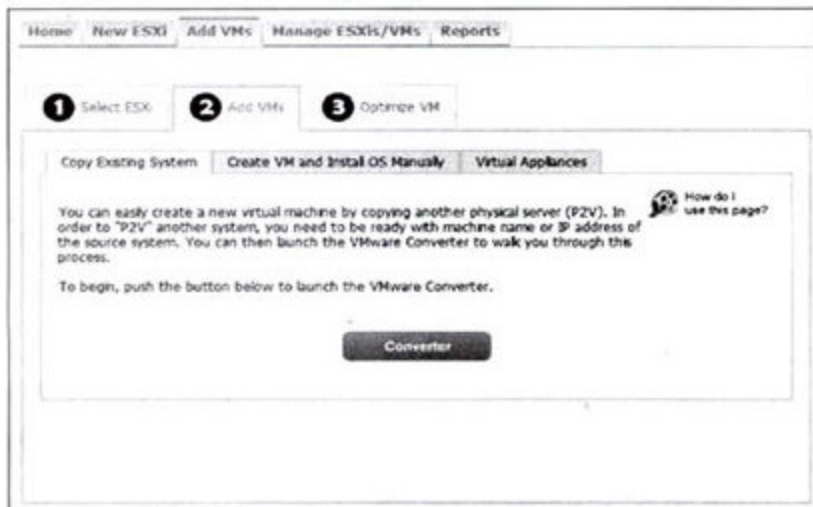 Home New ESXi Add VMs Manage ESXis/VMs Reports
1 Select ESXi 2 Add VMs 3 Optimize VM
Copy Existing System Create VM and Install OS Manually Virtual Appliances
How do I
use this page?
You can easily create a new virtual machine by copying another physical server (P2V). In
order to "P2V" another system, you need to be ready with machine name or IP address of
the source system. You can then launch the VMware Converter to walk you through this
process.
To begin, push the button below to launch the VMware Converter.
Converter